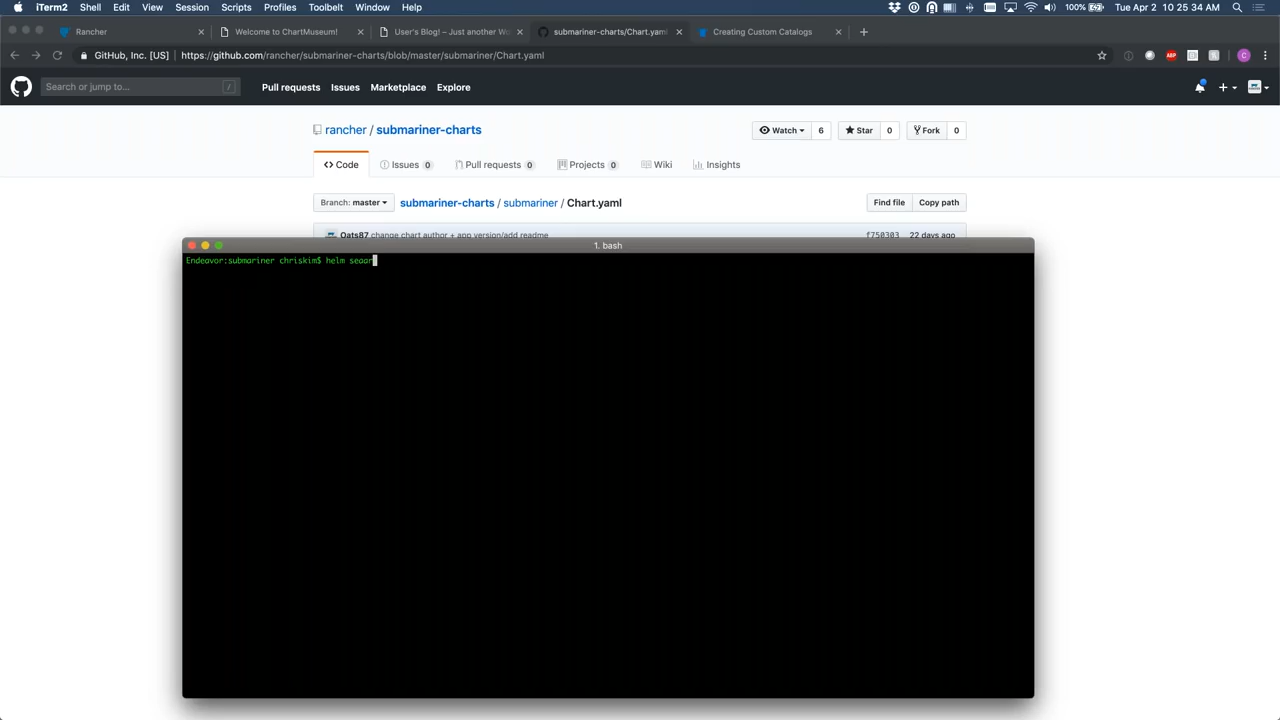 iTerm2 Shell Edit View Session Scripts Profiles Toolbelt Window Help 100% Tue Apr 2 10:25:34 AM
Rancher Welcome to ChartMuseum! User's Blog! – Just another Wo submariner-charts/Chart.yaml Creating Custom Catalogs
GitHub, Inc. [US] https://github.com/rancher/submariner-charts/blob/master/submariner/Chart.yaml ABP C
Search or jump to... / Pull requests Issues Marketplace Explore
rancher / submariner-charts Watch 6 Star 0 Fork 0
Code Issues 0 Pull requests 0 Projects 0 Wiki Insights
Branch: master submariner-charts / submariner / Chart.yaml Find file Copy path
Oats87 change chart author + app version/add readme f750303 22 days ago
1. bash
Endeavor:submariner chriskim$ helm seaar